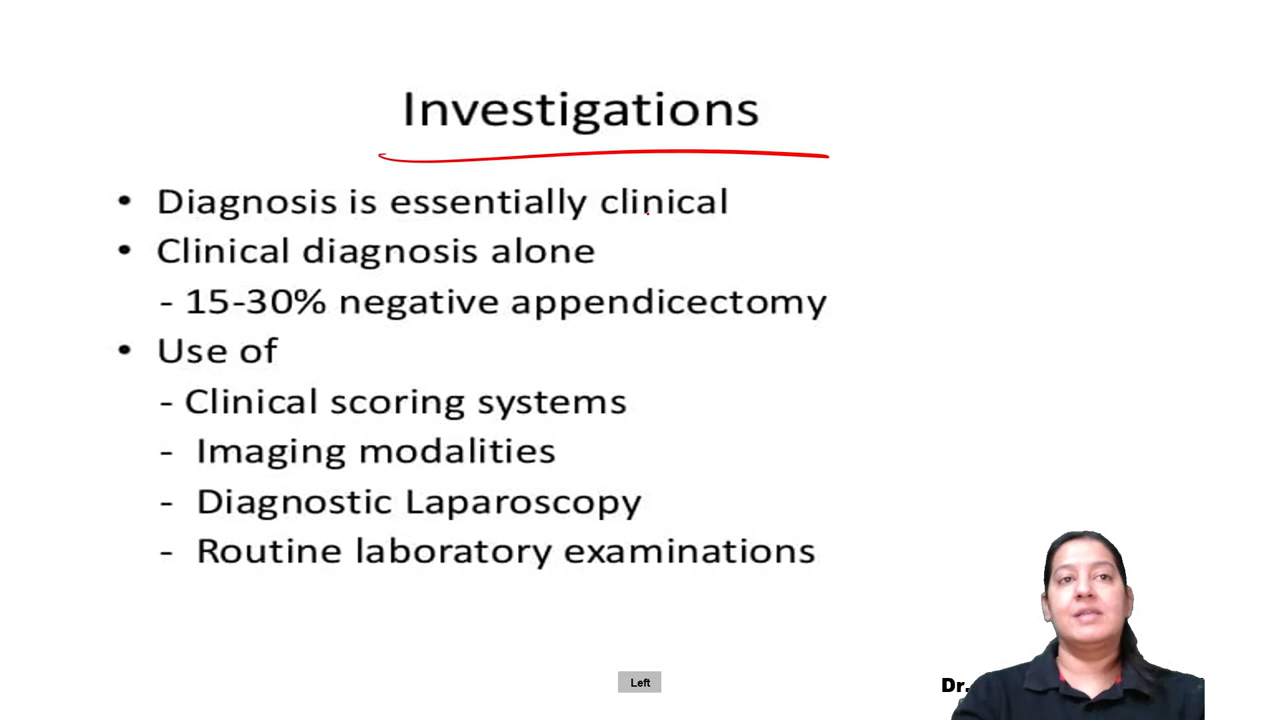 Investigations
• Diagnosis is essentially clinical
• Clinical diagnosis alone
- 15-30% negative appendicectomy
• Use of
- Clinical scoring systems
- Imaging modalities
- Diagnostic Laparoscopy
- Routine laboratory examinations
Left
Dr.